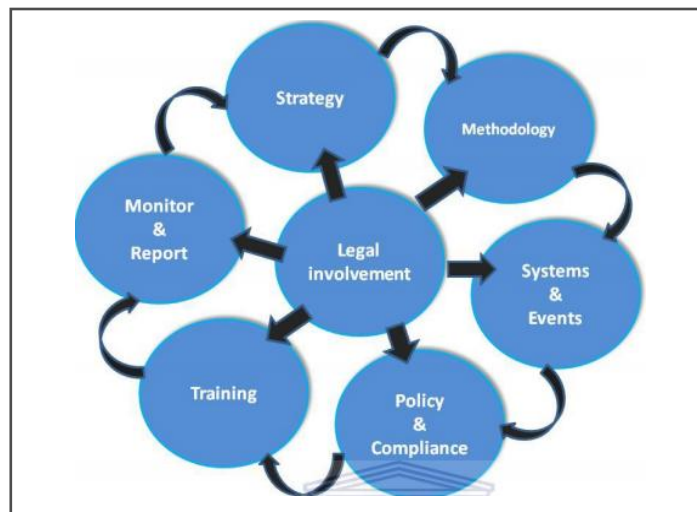 Strategy
Methodology
Systems
&
Events
Policy
&
Compliance
Training
Monitor
&
Report
Legal
involvement